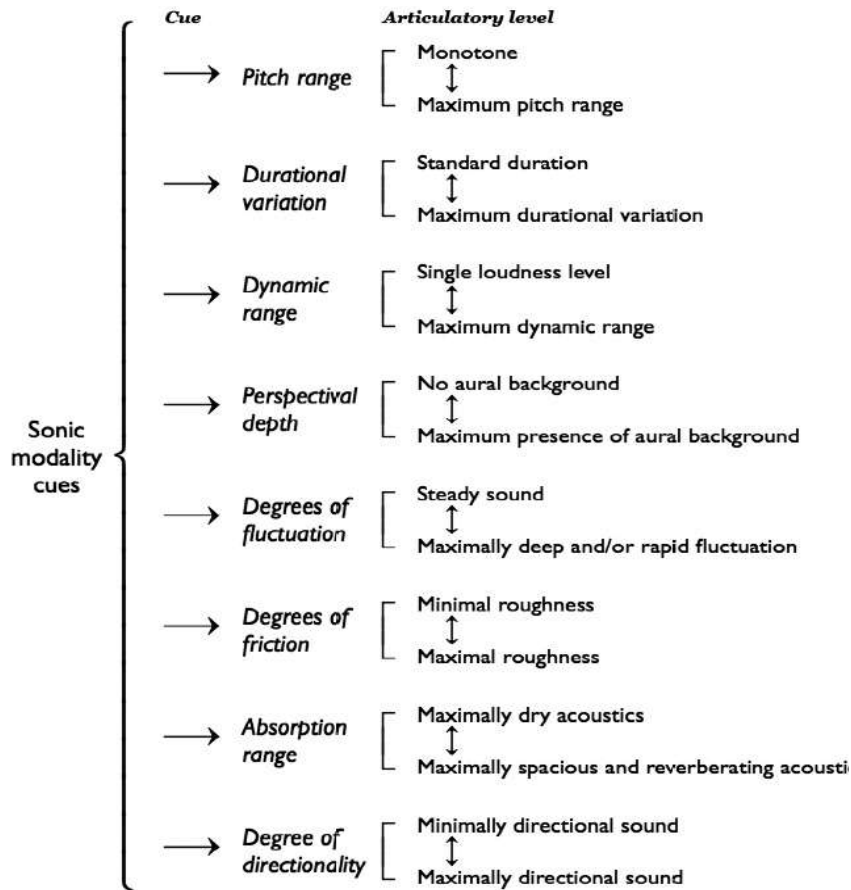 Cue
Articulatory level
Pitch range
Monotone
Maximum pitch range
Durational
variation
Standard duration
Maximum durational variation
Dynamic
range
Single loudness level
Maximum dynamic range
Sonic
modality
cues
Perspectival
depth
No aural background
Maximum presence of aural background
Degrees of
fluctuation
Steady sound
Maximally deep and/or rapid fluctuation
Degrees of
friction
Minimal roughness
Maximal roughness
Absorption
range
Maximally dry acoustics
Maximally spacious and reverberating acousti
Degree of
directionality
Minimally directional sound
Maximally directional sound